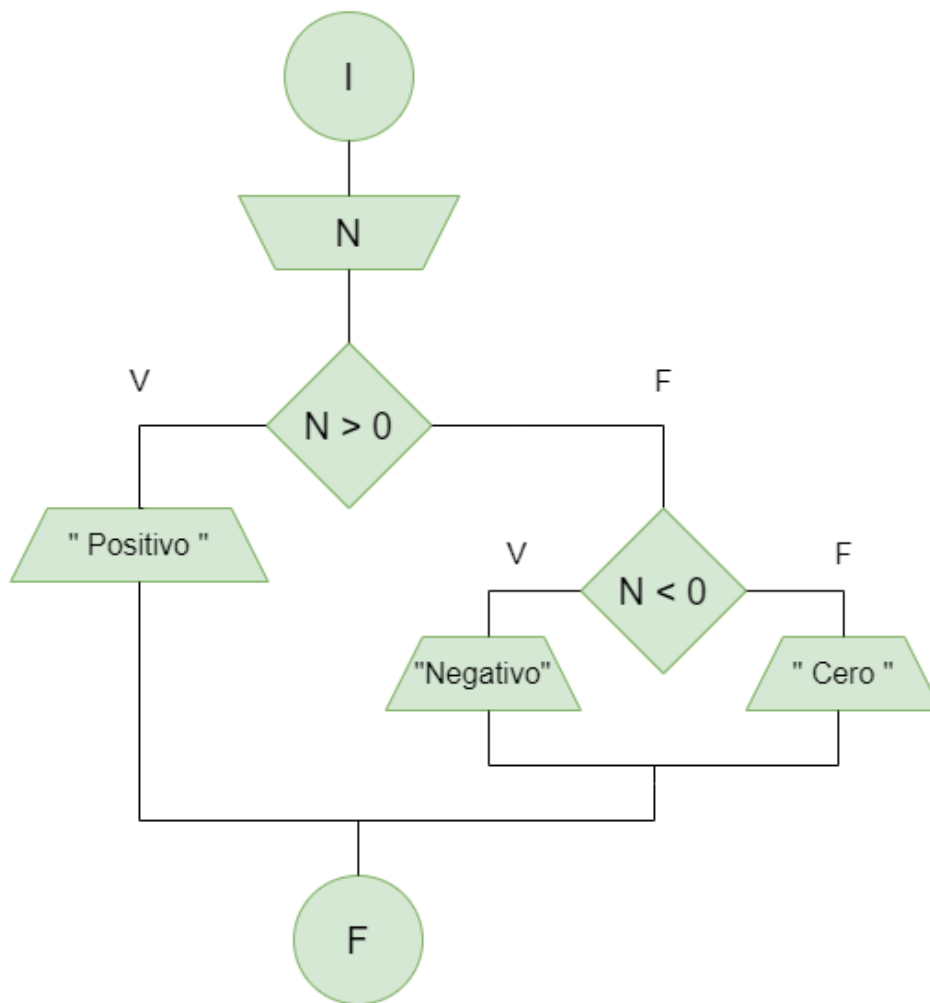 I
N
V
F
N > 0
" Positivo "
V
F
N < 0
"Negativo"
" Cero "
F